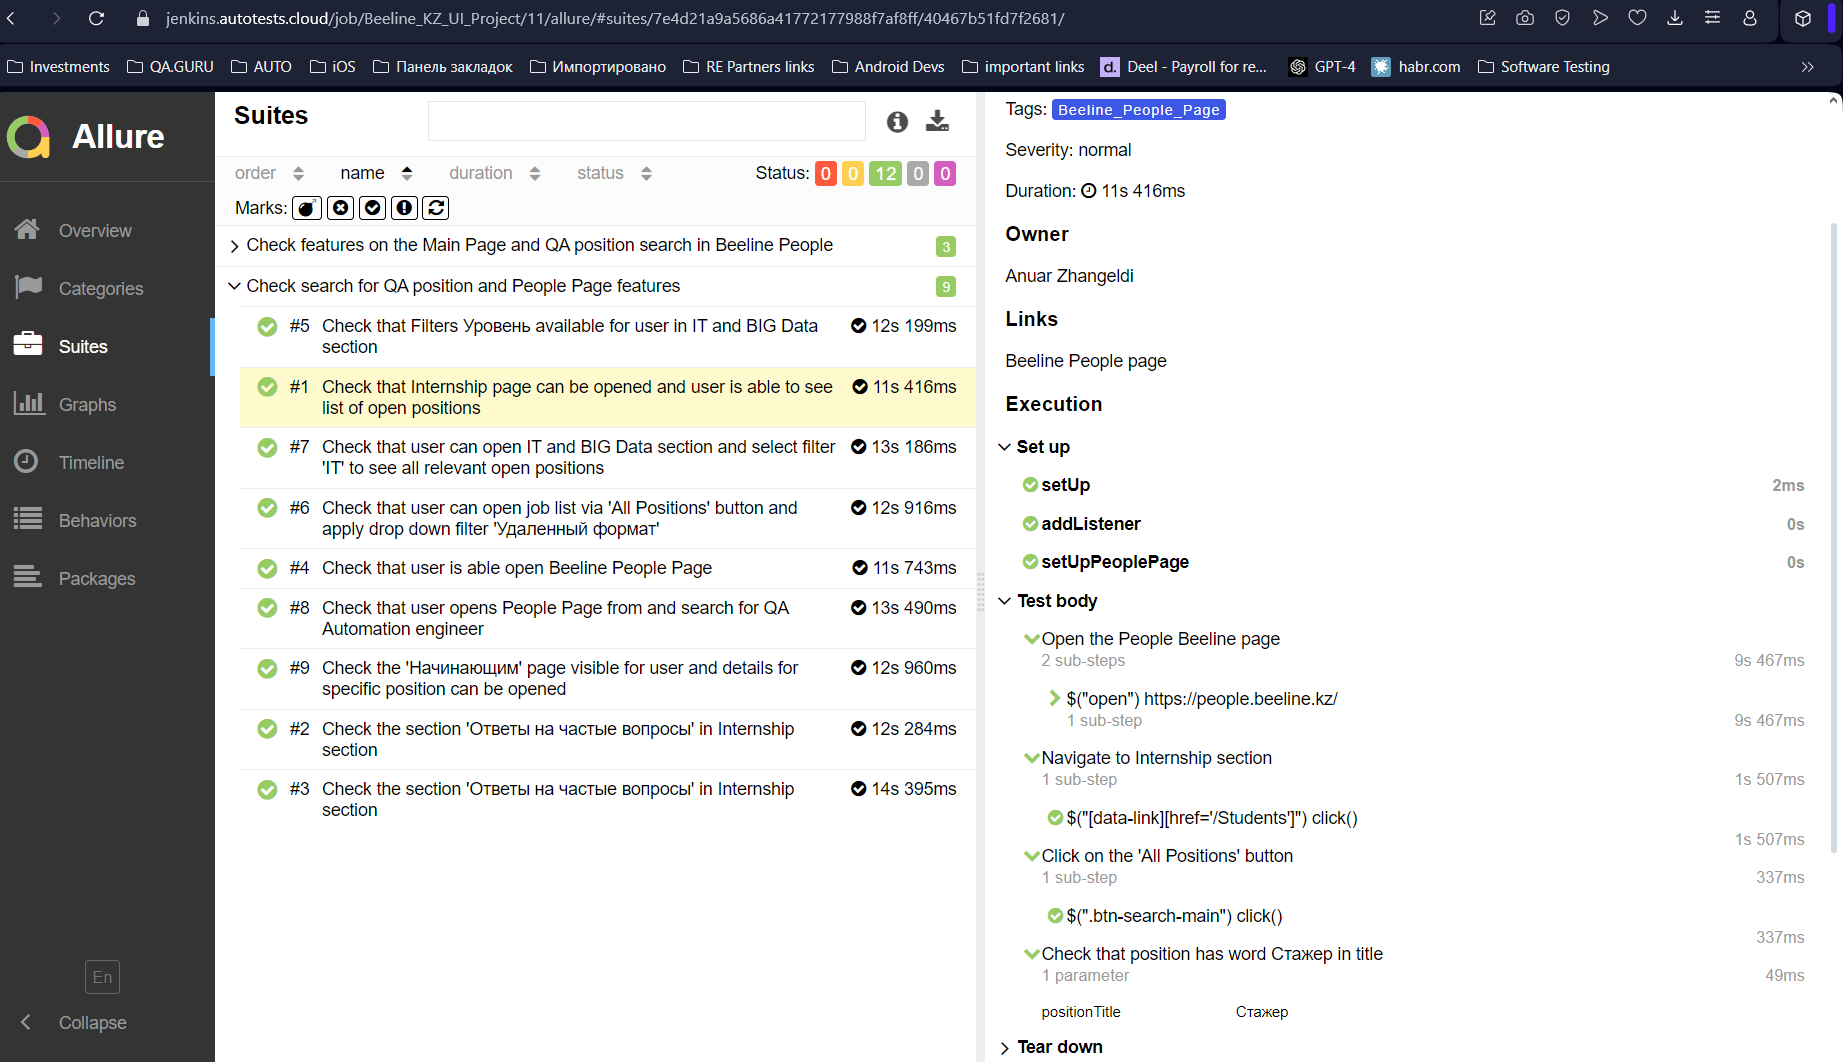 jenkins.autotests.cloud/job/Beeline_KZ_UI_Project/11/allure/#suites/7e4d21a9a5686a41772177988f7af8ff/40467b51fd7f2681/
Investments
QA.GURU
AUTO
iOS
Панель закладок
Импортировано
RE Partners links
Android Devs
important links
d.
Deel - Payroll for re...
GPT-4
habr.com
Software Testing
Allure
Overview
Categories
Suites
Graphs
Timeline
Behaviors
Packages
En
Collapse
Suites
order
name
duration
status
Status: 0 0 12 0 0
Marks:
Check features on the Main Page and QA position search in Beeline People 3
Check search for QA position and People Page features 9
#5 Check that Filters Уровень available for user in IT and BIG Data 12s 199ms
section
#1 Check that Internship page can be opened and user is able to see 11s 416ms
list of open positions
#7 Check that user can open IT and BIG Data section and select filter 13s 186ms
'IT' to see all relevant open positions
#6 Check that user can open job list via 'All Positions' button and 12s 916ms
apply drop down filter 'Удаленный формат'
#4 Check that user is able open Beeline People Page 11s 743ms
#8 Check that user opens People Page from and search for QA 13s 490ms
Automation engineer
#9 Check the 'Начинающим' page visible for user and details for 12s 960ms
specific position can be opened
#2 Check the section 'Ответы на частые вопросы' in Internship 12s 284ms
section
#3 Check the section 'Ответы на частые вопросы' in Internship 14s 395ms
section
Tags: Beeline_People_Page
Severity: normal
Duration: 11s 416ms
Owner
Anuar Zhangeldi
Links
Beeline People page
Execution
Set up
setUp 2ms
addListener 0s
setUpPeoplePage 0s
Test body
Open the People Beeline page
2 sub-steps 9s 467ms
$("open") https://people.beeline.kz/
1 sub-step 9s 467ms
Navigate to Internship section
1 sub-step 1s 507ms
$("[data-link][href='/Students']") click()
1s 507ms
Click on the 'All Positions' button
1 sub-step 337ms
$(".btn-search-main") click()
337ms
Check that position has word Стажер in title
1 parameter 49ms
positionTitle Стажер
Tear down